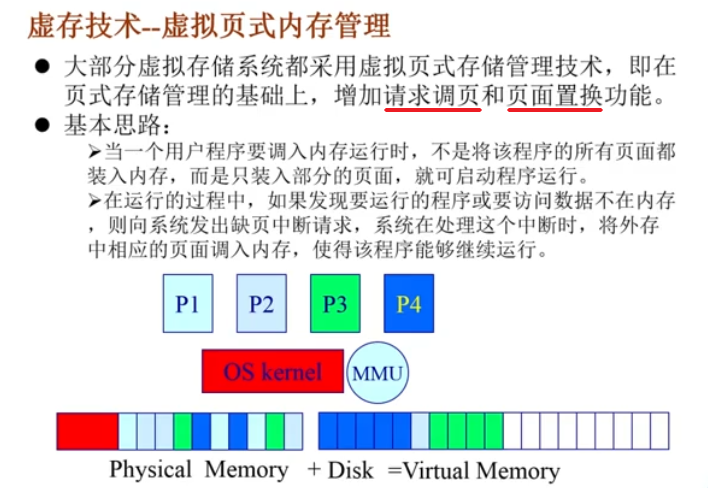 虚存技术--虚拟页式内存管理
● 大部分虚拟存储系统都采用虚拟页式存储管理技术，即在
页式存储管理的基础上，增加请求调页和页面置换功能。
● 基本思路：
➢当一个用户程序要调入内存运行时，不是将该程序的所有页面都
装入内存，而是只装入部分的页面，就可启动程序运行。
➢在运行的过程中，如果发现要运行的程序或要访问数据不在内存
，则向系统发出缺页中断请求，系统在处理这个中断时，将外存
中相应的页面调入内存，使得该程序能够继续运行。
P1 P2 P3 P4
OS kernel MMU
Physical Memory + Disk =Virtual Memory